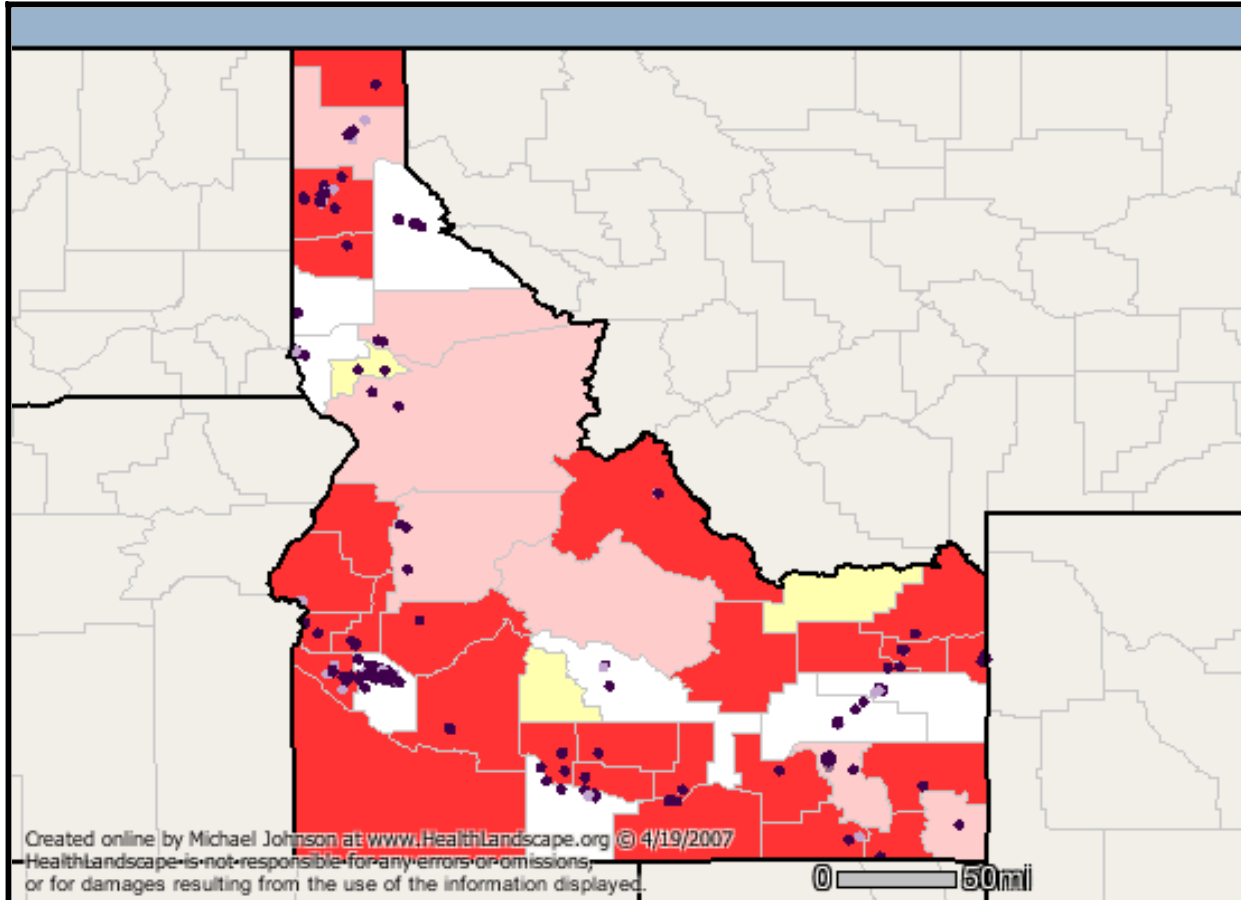 Created online by Michael Johnson at www.HealthLandscape.org © 4/19/2007
HealthLandscape is not responsible for any errors or omissions,
or for damages resulting from the use of the information displayed.
0 50mi